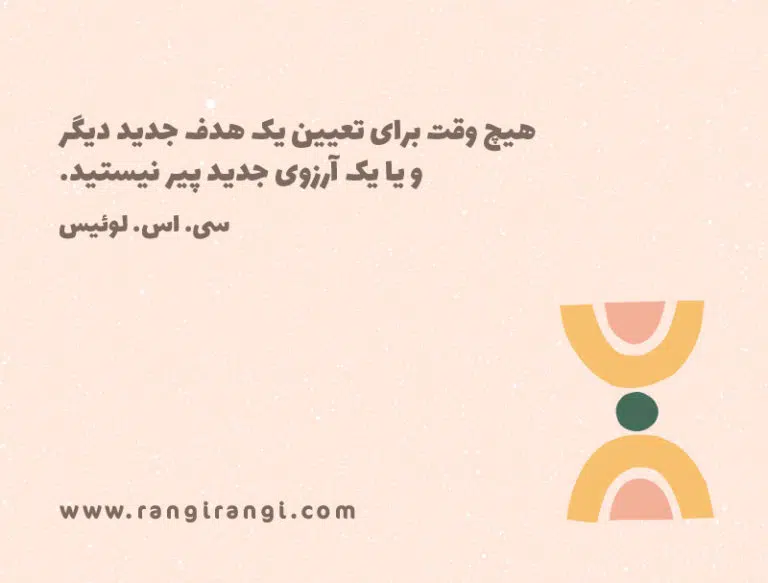 هیچ وقت برای تعیین یک هدف جدید دیگر
و یا یک آرزوی جدید پیر نیستید.
سی. اس. لوئیس
www.rangirangi.com